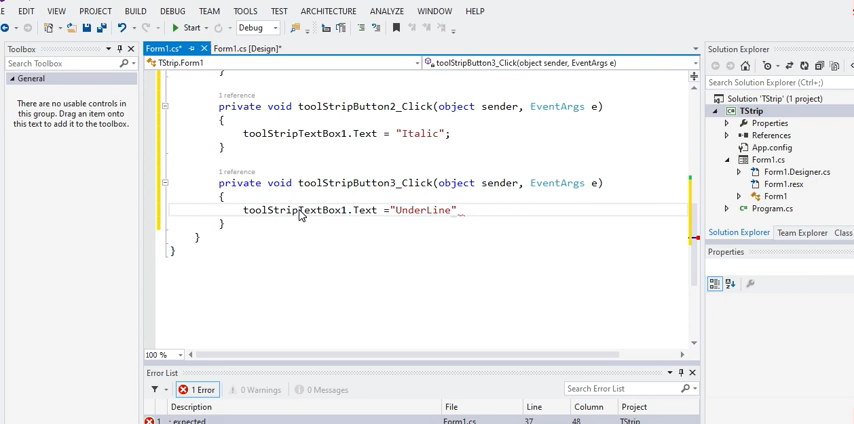 E EDIT VIEW PROJECT BUILD DEBUG TEAM TOOLS TEST ARCHITECTURE ANALYZE WINDOW HELP
Start Debug
Toolbox
Search Toolbox
General
There are no usable controls in
this group. Drag an item onto
this text to add it to the toolbox.
Form1.cs* Form1.cs [Design]*
TStrip.Form1 toolStripButton3_Click(object sender, EventArgs e)
}
1 reference
private void toolStripButton2_Click(object sender, EventArgs e)
{
toolStripTextBox1.Text = "Italic";
}
1 reference
private void toolStripButton3_Click(object sender, EventArgs e)
{
toolStripTextBox1.Text ="UnderLine"
}
}
}
100 %
Error List
1 Error 0 Warnings 0 Messages
Search Error List
Description File Line Column Project
1 ; expected Form1.cs 37 48 TStrip
Solution Explorer
Search Solution Explorer (Ctrl+;)
Solution 'TStrip' (1 project)
TStrip
Properties
References
App.config
Form1.cs
Form1.Designer.cs
Form1.resx
Form1
Program.cs
Solution Explorer Team Explorer Class
Properties